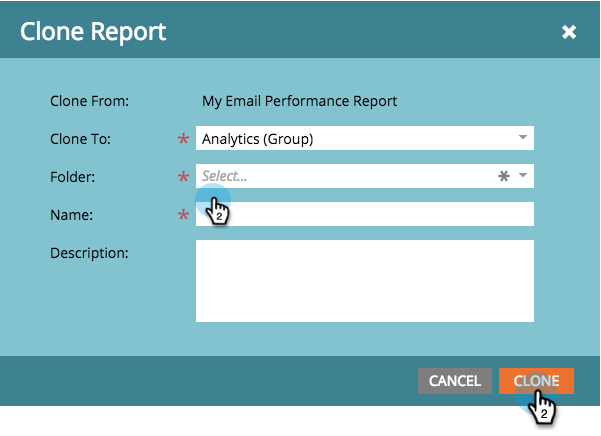 Clone Report
Clone From: My Email Performance Report
Clone To: * Analytics (Group)
Folder: * Select... *
2
Name: *
Description:
CANCEL CLONE
2